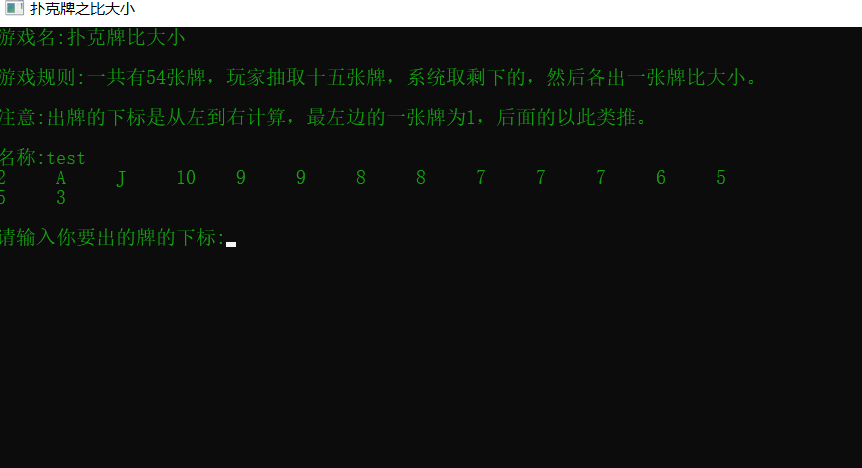 扑克牌之比大小
游戏名:扑克牌比大小
游戏规则:一共有54张牌，玩家抽取十五张牌，系统取剩下的，然后各出一张牌比大小。
注意:出牌的下标是从左到右计算，最左边的一张牌为1，后面的以此类推。
名称:test
2 A J 10 9 9 8 8 7 7 7 6 5
5 3
请输入你要出的牌的下标: